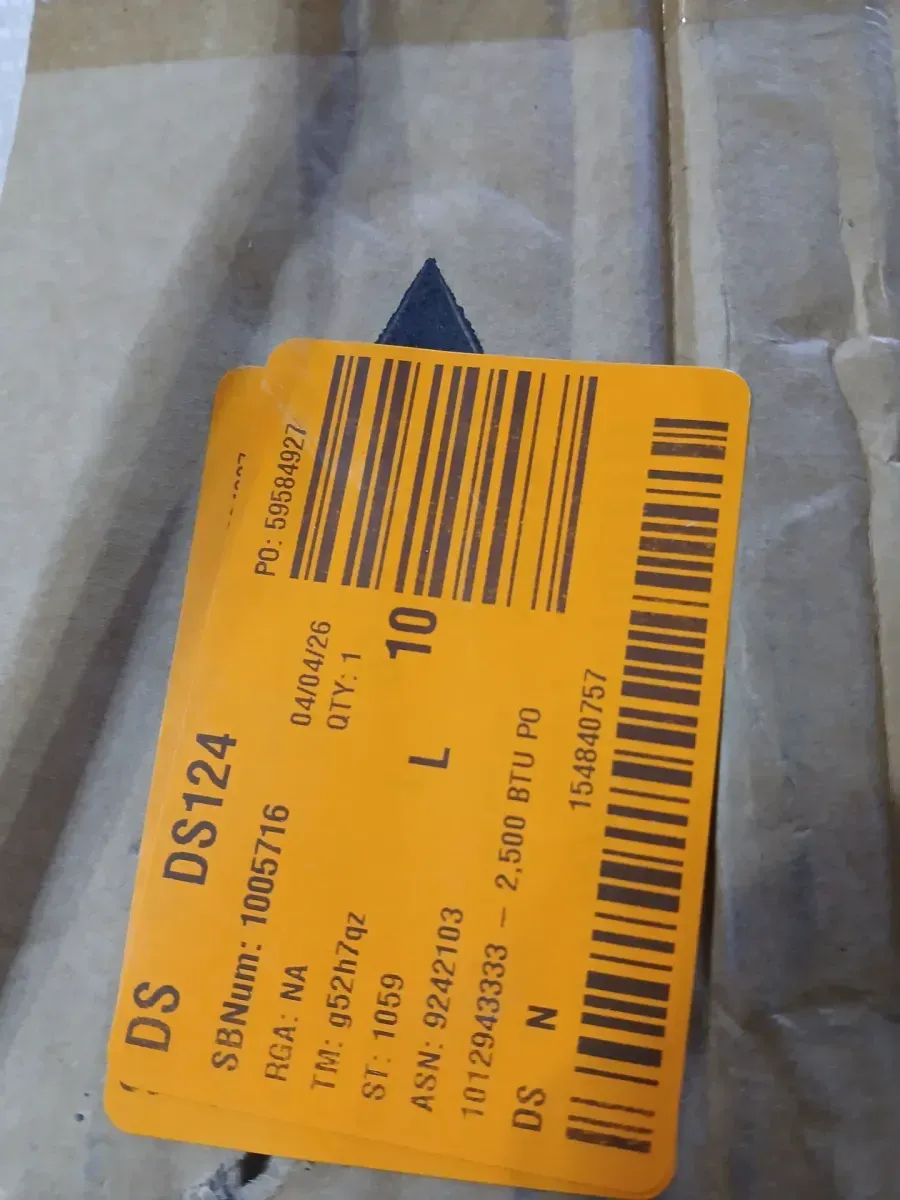 DS DS124
SBNum: 1005716
RGA: NA 04/04/26 PO: 59584927
TM: g52h7qz QTY: 1
ST: 1059
ASN: 9242103 L 10
1012943333 – 2,500 BTU PO
DS N 154840757